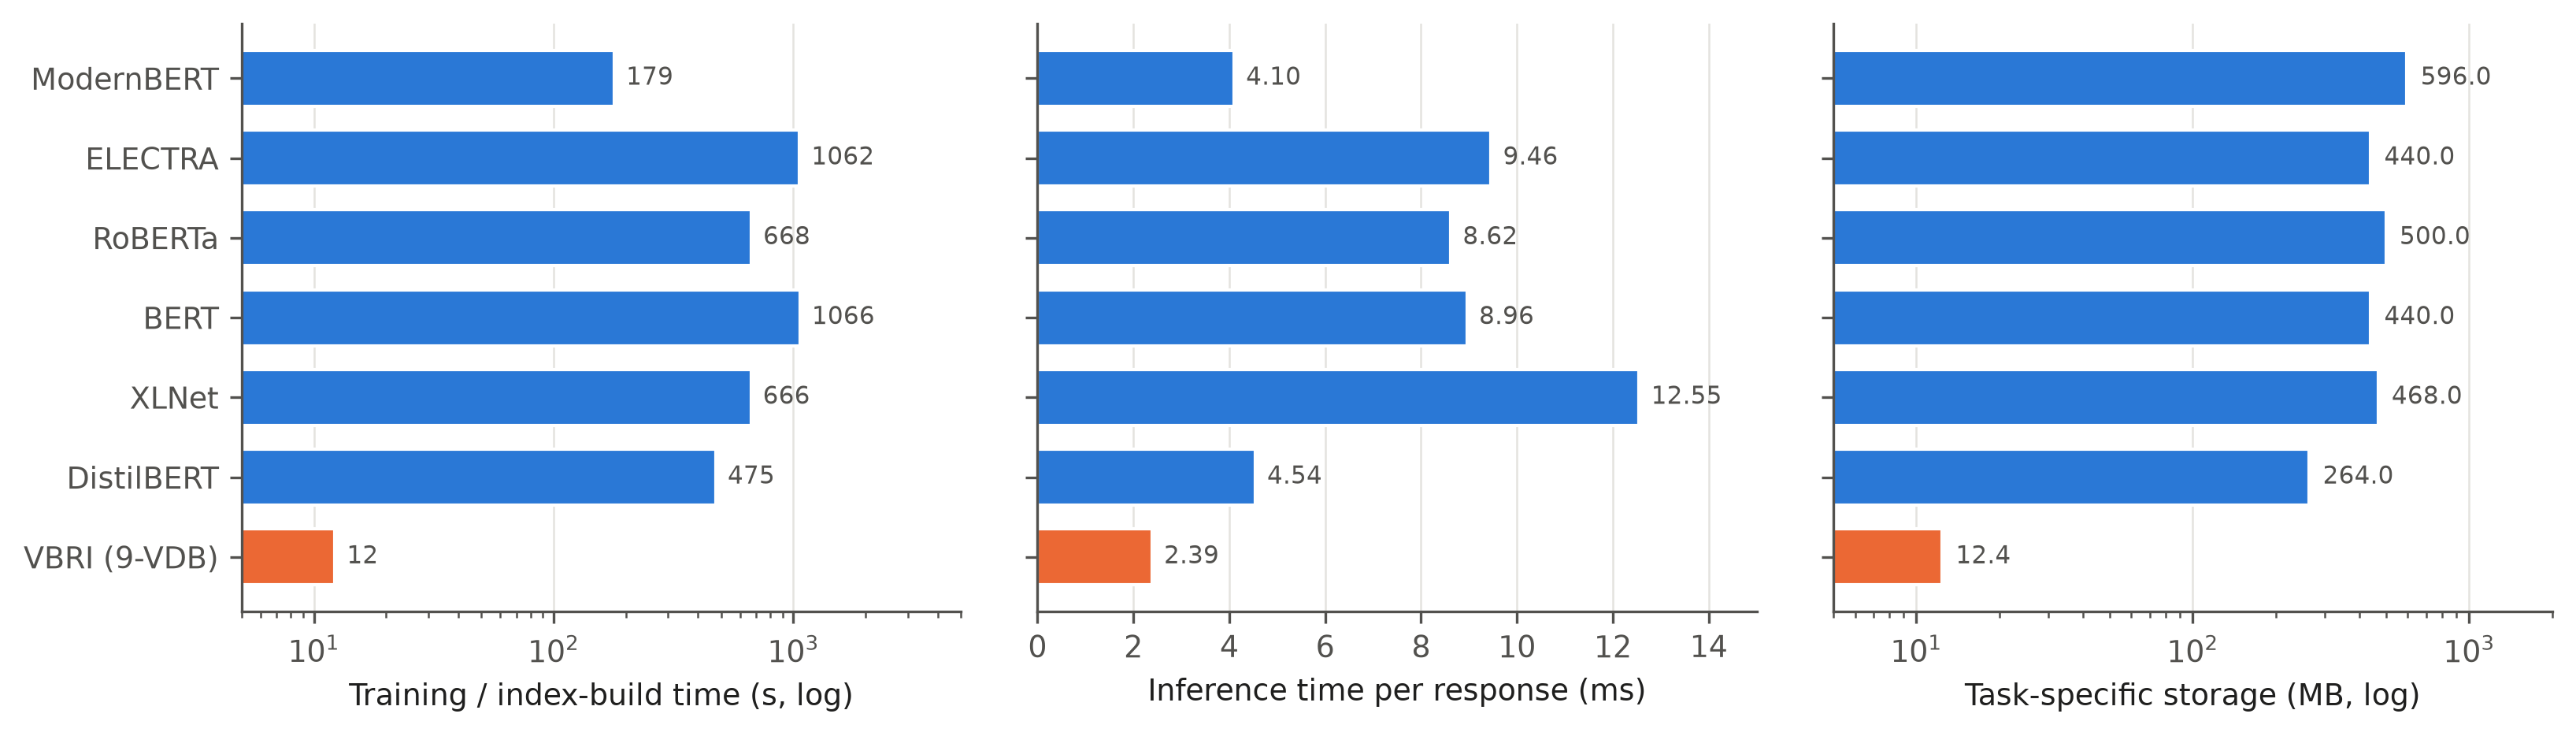 ModernBERT
ELECTRA
RoBERTa
BERT
XLNet
DistilBERT
VBRI (9-VDB)
179
1062
668
1066
666
475
12
10¹ 10² 10³
Training / index-build time (s, log)
4.10
9.46
8.62
8.96
12.55
4.54
2.39
0 2 4 6 8 10 12 14
Inference time per response (ms)
596.0
440.0
500.0
440.0
468.0
264.0
12.4
10¹ 10² 10³
Task-specific storage (MB, log)